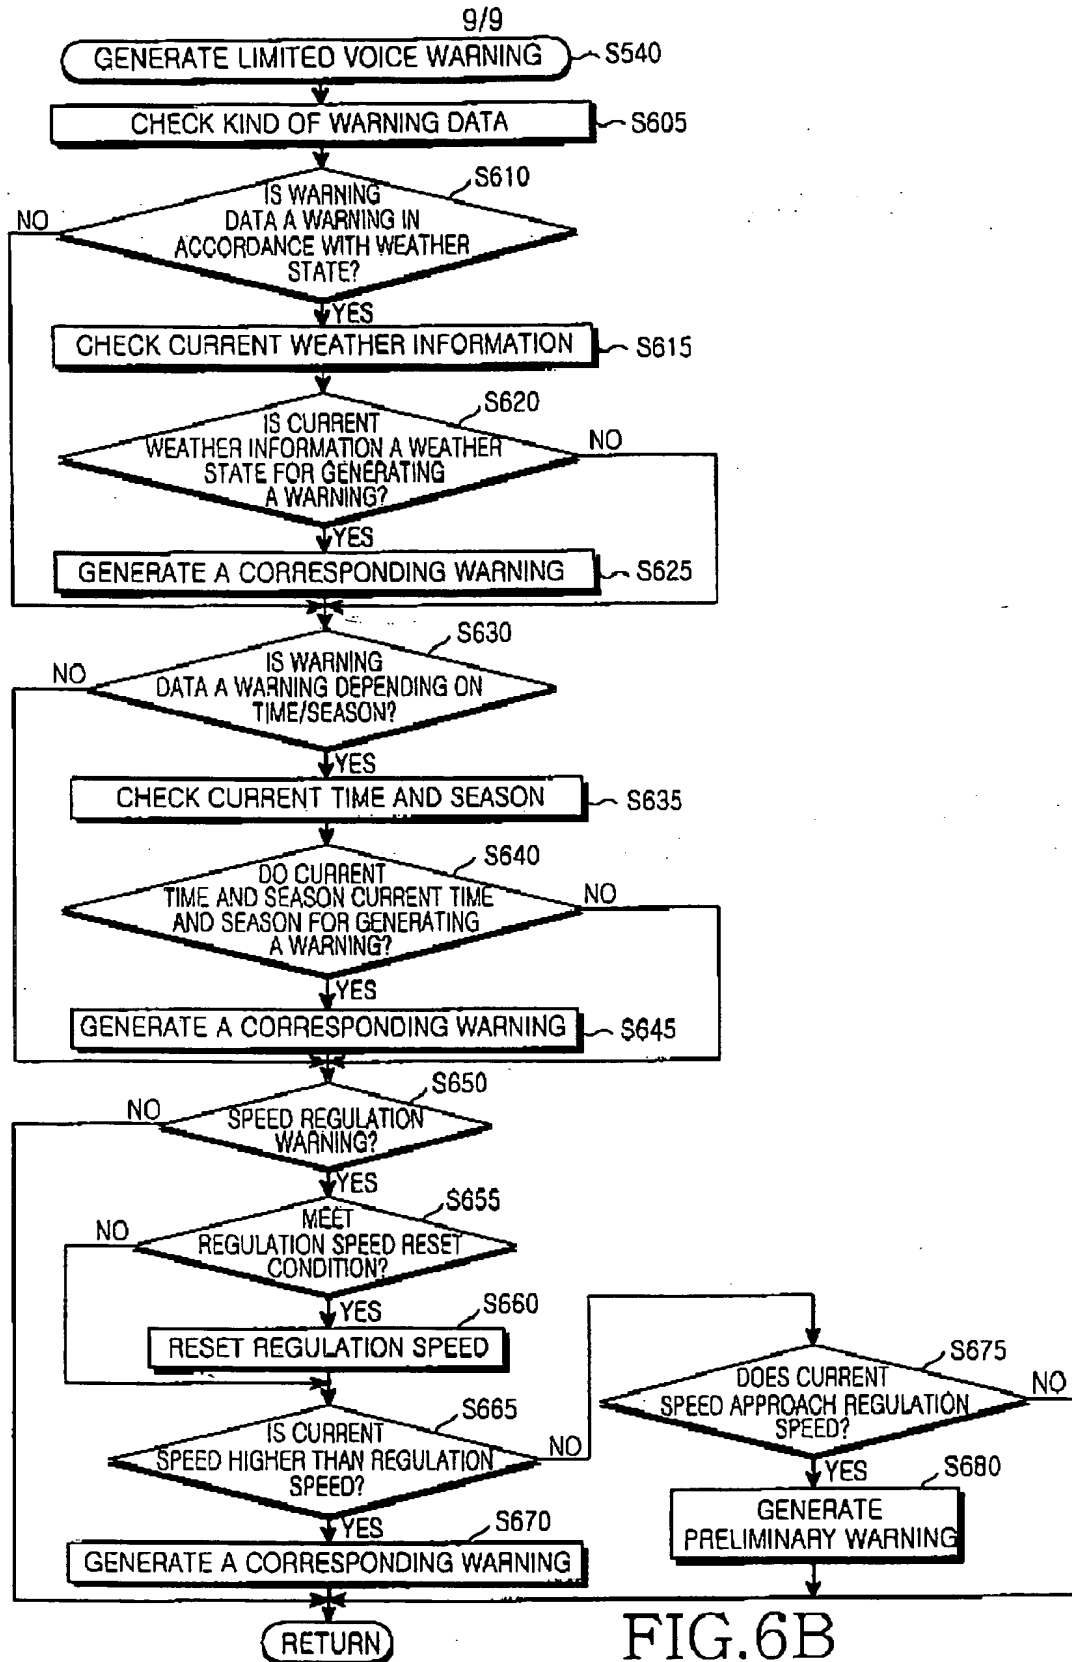 9/9
GENERATE LIMITED VOICE WARNING
S540
CHECK KIND OF WARNING DATA
S605
S610
IS WARNING
DATA A WARNING IN
ACCORDANCE WITH WEATHER
STATE?
NO
YES
CHECK CURRENT WEATHER INFORMATION
S615
S620
IS CURRENT
WEATHER INFORMATION A WEATHER
STATE FOR GENERATING
A WARNING?
NO
YES
GENERATE A CORRESPONDING WARNING
S625
S630
IS WARNING
DATA A WARNING DEPENDING ON
TIME/SEASON?
NO
YES
CHECK CURRENT TIME AND SEASON
S635
S640
DO CURRENT
TIME AND SEASON CURRENT TIME
AND SEASON FOR GENERATING
A WARNING?
NO
YES
GENERATE A CORRESPONDING WARNING
S645
S650
SPEED REGULATION
WARNING?
NO
YES
S655
MEET
REGULATION SPEED RESET
CONDITION?
NO
YES
S660
RESET REGULATION SPEED
S665
IS CURRENT
SPEED HIGHER THAN REGULATION
SPEED?
NO
YES
S670
GENERATE A CORRESPONDING WARNING
S675
DOES CURRENT
SPEED APPROACH REGULATION
SPEED?
NO
YES
S680
GENERATE
PRELIMINARY WARNING
RETURN
FIG.6B